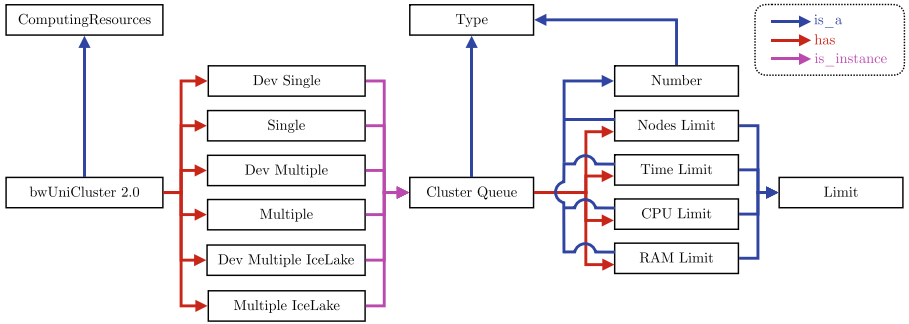 ComputingResources
Type
is_a
has
is_instance
Dev Single
Number
Single
Nodes Limit
Dev Multiple
Time Limit
bwUniCluster 2.0
Cluster Queue
Limit
Multiple
CPU Limit
Dev Multiple IceLake
RAM Limit
Multiple IceLake